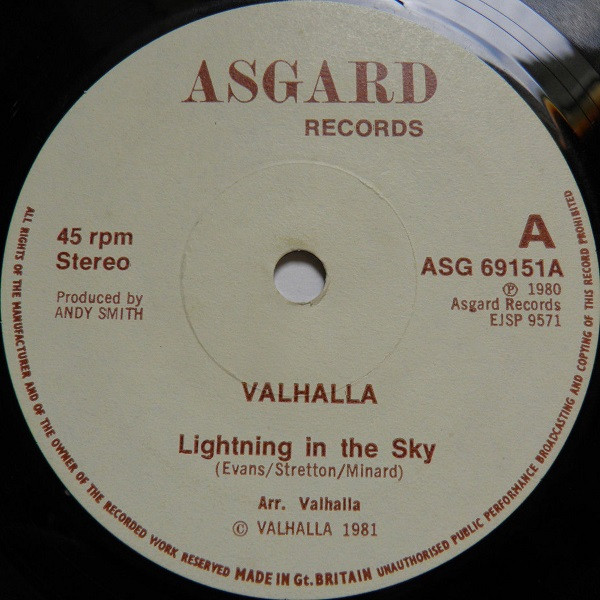 ASGARD
RECORDS
45 rpm
Stereo
Produced by
ANDY SMITH
A
ASG 69151A
℗ 1980
Asgard Records
EJSP 9571
VALHALLA
Lightning in the Sky
(Evans/Stretton/Minard)
Arr. Valhalla
© VALHALLA 1981
ALL RIGHTS OF THE MANUFACTURER AND OF THE OWNER OF THE RECORDED WORK RESERVED MADE IN Gt. BRITAIN UNAUTHORISED PUBLIC PERFORMANCE BROADCASTING AND COPYING OF THIS RECORD PROHIBITED